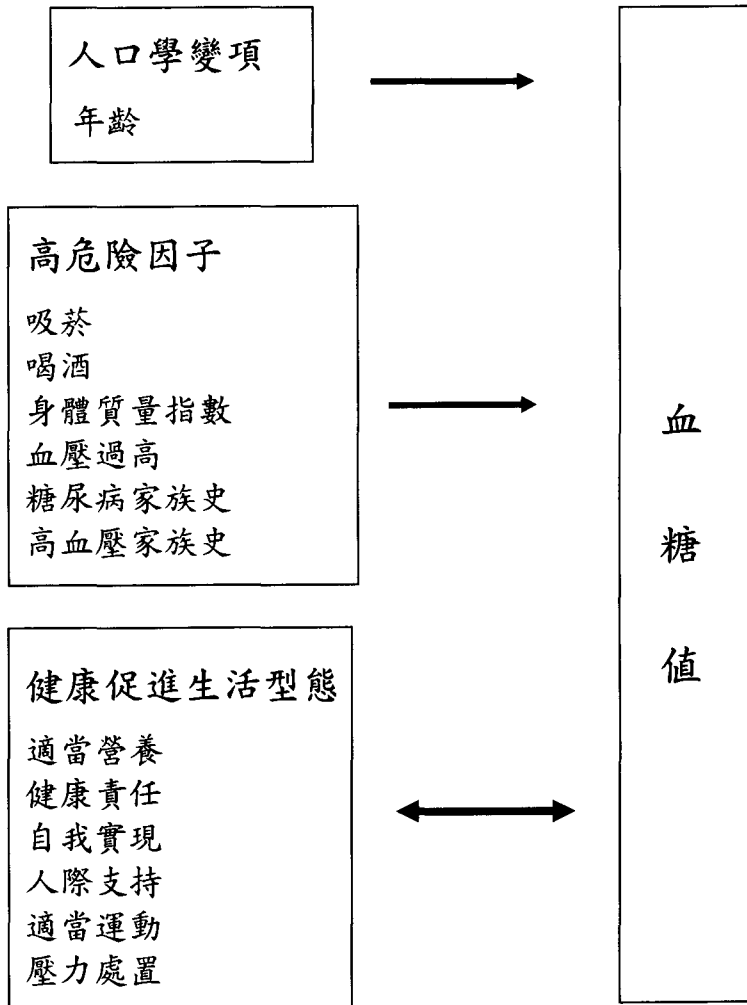 人口學變項
年齡
高危險因子
吸菸
喝酒
身體質量指數
血壓過高
糖尿病家族史
高血壓家族史
健康促進生活型態
適當營養
健康責任
自我實現
人際支持
適當運動
壓力處置
血
糖
值